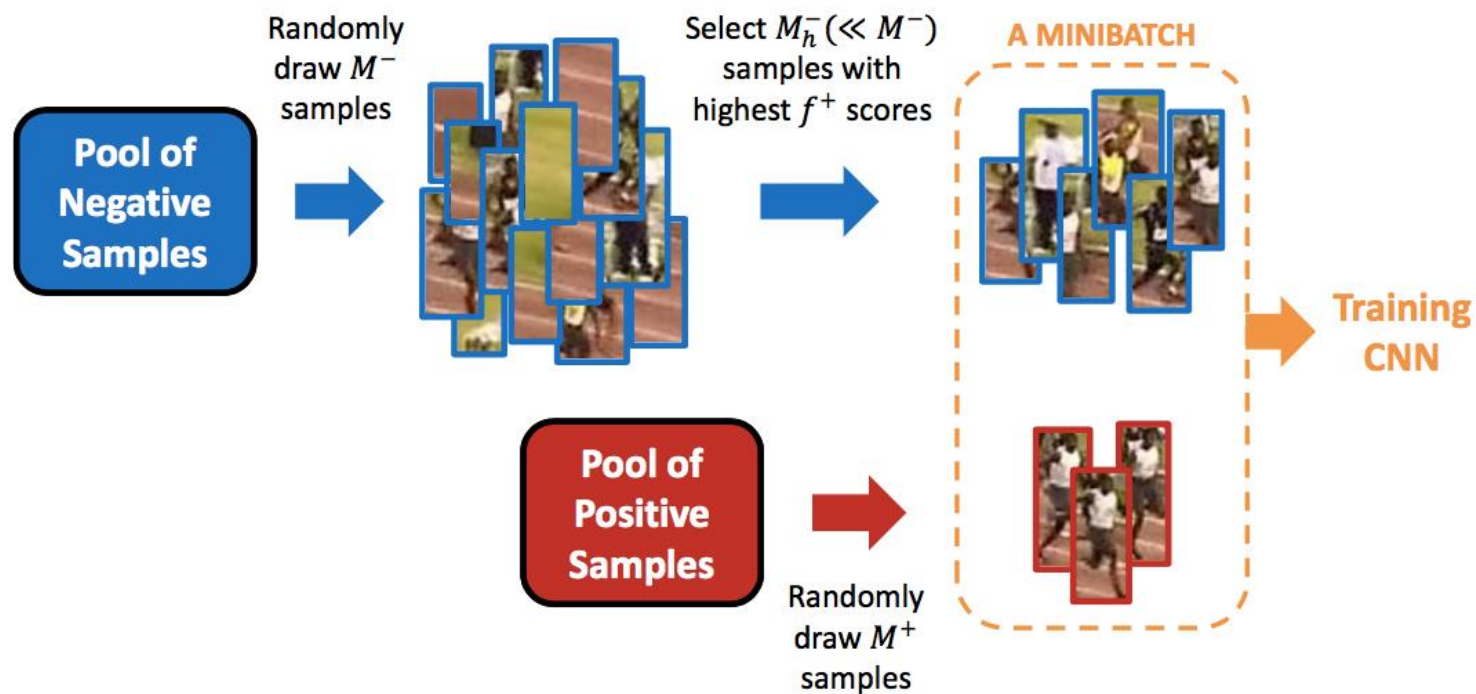 Randomly
draw M⁻
samples
Select M_h⁻(≪ M⁻)
samples with
highest f⁺ scores
A MINIBATCH
Pool of
Negative
Samples
Training
CNN
Pool of
Positive
Samples
Randomly
draw M⁺
samples